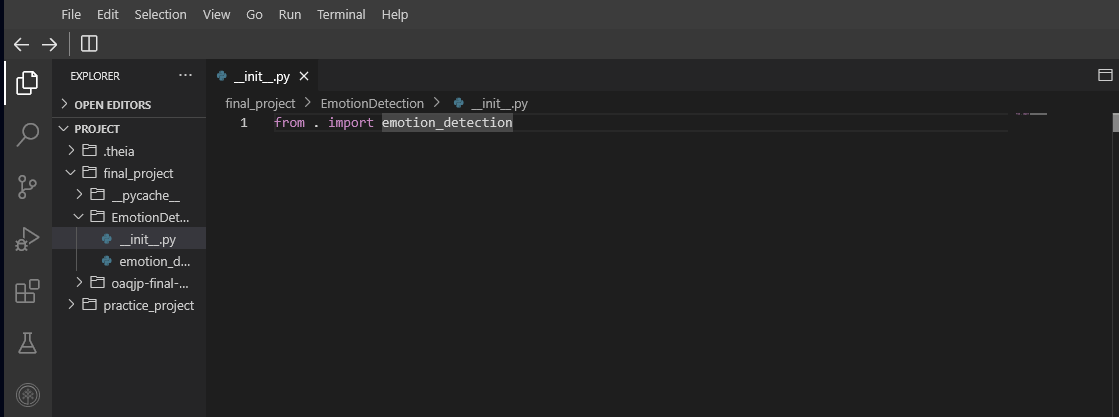 File Edit Selection View Go Run Terminal Help
EXPLORER ···
OPEN EDITORS
PROJECT
.theia
final_project
__pycache__
EmotionDet...
__init__.py
emotion_d...
oaqjp-final-...
practice_project
__init__.py ×
final_project > EmotionDetection > __init__.py
1 from . import emotion_detection